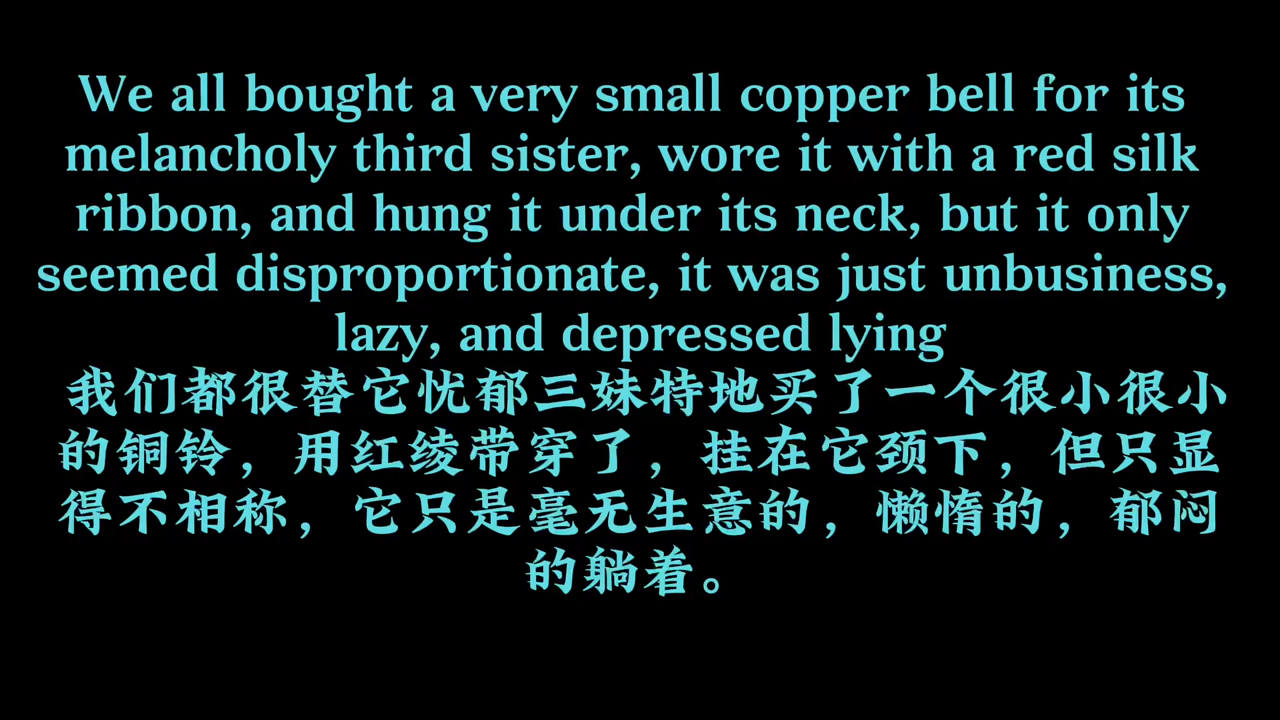 We all bought a very small copper bell for its
melancholy third sister, wore it with a red silk
ribbon, and hung it under its neck, but it only
seemed disproportionate, it was just unbusiness,
lazy, and depressed lying
我们都很替它忧郁三妹特地买了一个很小很小
的铜铃，用红绫带穿了，挂在它颈下，但只显
得不相称，它只是毫无生意的，懒惰的，郁闷
的躺着。